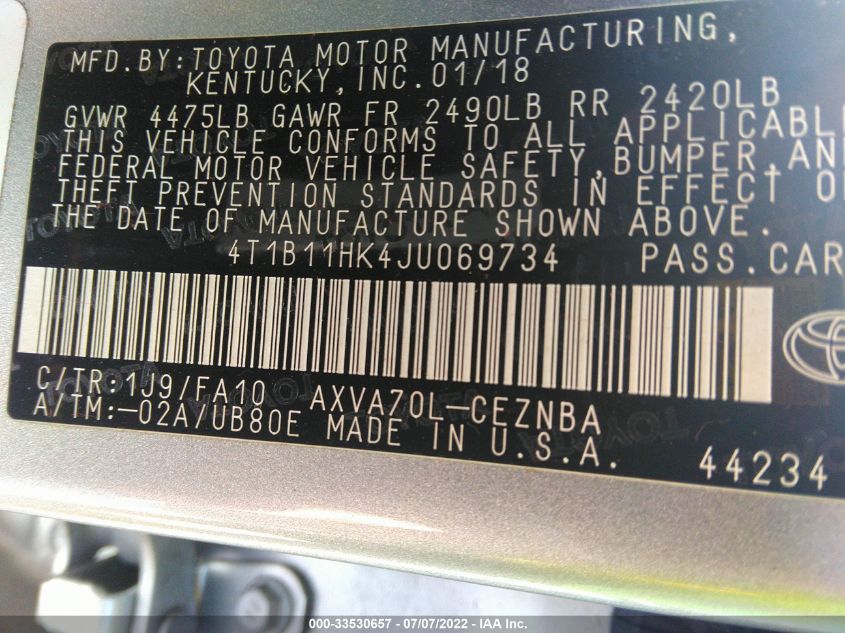 MFD.BY:TOYOTA MOTOR MANUFACTURING,
KENTUCKY,INC.01/18
GVWR 4475LB GAWR FR 2490LB RR 2420LB
THIS VEHICLE CONFORMS TO ALL APPLICABLE
FEDERAL MOTOR VEHICLE SAFETY,BUMPER,AN
THEFT PREVENTION STANDARDS IN EFFECT O
THE DATE OF MANUFACTURE SHOWN ABOVE.
4T1B11HK4JU069734 PASS.CAR
C/TR:1J9/FA10 AXVA70L-CEZNBA
A/TM:-02A/UB80E MADE IN U.S.A.
44234
000-33530657 - 07/07/2022 - IAA Inc.